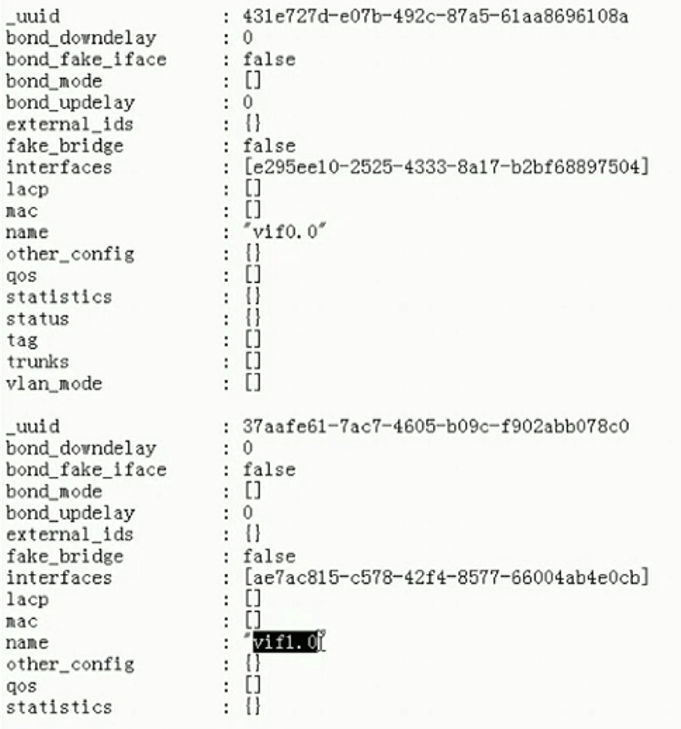 _uuid : 431e727d-e07b-492c-87a5-61aa8696108a
bond_downdelay : 0
bond_fake_iface : false
bond_mode : []
bond_updelay : 0
external_ids : {}
fake_bridge : false
interfaces : [e295ee10-2525-4333-8a17-b2bf68897504]
lacp : []
mac : []
name : "vif0.0"
other_config : {}
qos : []
statistics : {}
status : {}
tag : []
trunks : []
vlan_mode : []
_uuid : 37aafe61-7ac7-4605-b09c-f902abb078c0
bond_downdelay : 0
bond_fake_iface : false
bond_mode : []
bond_updelay : 0
external_ids : {}
fake_bridge : false
interfaces : [ae7ac815-c578-42f4-8577-66004ab4e0cb]
lacp : []
mac : []
name : "vif1.0"
other_config : {}
qos : []
statistics : {}